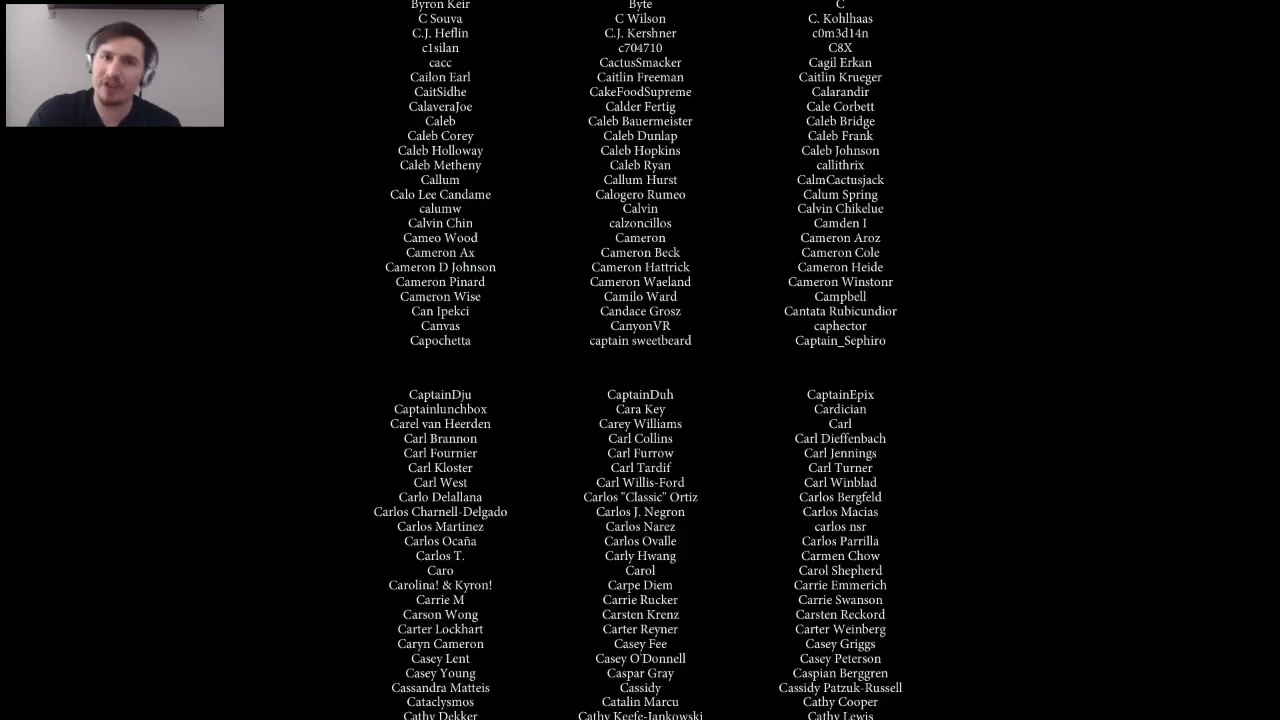 Byron Keir Byte C
C Souva C Wilson C. Kohlhaas
C.J. Heflin C.J. Kershner c0m3d14n
c1silan c704710 C8X
cacc CactusSmacker Cagil Erkan
Cailon Earl Caitlin Freeman Caitlin Krueger
CaitSidhe CakeFoodSupreme Calarandir
CalaveraJoe Calder Fertig Cale Corbett
Caleb Caleb Bauermeister Caleb Bridge
Caleb Corey Caleb Dunlap Caleb Frank
Caleb Holloway Caleb Hopkins Caleb Johnson
Caleb Metheny Caleb Ryan callithrix
Callum Callum Hurst CalmCactusjack
Calo Lee Candame Calogero Rumeo Calum Spring
calumw Calvin Calvin Chikelue
Calvin Chin calzoncillos Camden I
Cameo Wood Cameron Cameron Aroz
Cameron Ax Cameron Beck Cameron Cole
Cameron D Johnson Cameron Hattrick Cameron Heide
Cameron Pinard Cameron Waeland Cameron Winstonr
Cameron Wise Camilo Ward Campbell
Can Ipekci Candace Grosz Cantata Rubicundior
Canvas CanyonVR caphector
Capochetta captain sweetbeard Captain_Sephiro
CaptainDju CaptainDuh CaptainEpix
Captainlunchbox Cara Key Cardician
Carel van Heerden Carey Williams Carl
Carl Brannon Carl Collins Carl Dieffenbach
Carl Fournier Carl Furrow Carl Jennings
Carl Kloster Carl Tardif Carl Turner
Carl West Carl Willis-Ford Carl Winblad
Carlo Delallana Carlos "Classic" Ortiz Carlos Bergfeld
Carlos Charnell-Delgado Carlos J. Negron Carlos Macias
Carlos Martinez Carlos Narez carlos nsr
Carlos Ocaña Carlos Ovalle Carlos Parrilla
Carlos T. Carly Hwang Carmen Chow
Caro Carol Carol Shepherd
Carolina! & Kyron! Carpe Diem Carrie Emmerich
Carrie M Carrie Rucker Carrie Swanson
Carson Wong Carsten Krenz Carsten Reckord
Carter Lockhart Carter Reyner Carter Weinberg
Caryn Cameron Casey Fee Casey Griggs
Casey Lent Casey O'Donnell Casey Peterson
Casey Young Caspar Gray Caspian Berggren
Cassandra Matteis Cassidy Cassidy Patzuk-Russell
Cataclysmos Catalin Marcu Cathy Cooper
Cathy Dekker Cathy Keefe-Jankowski Cathy Lewis